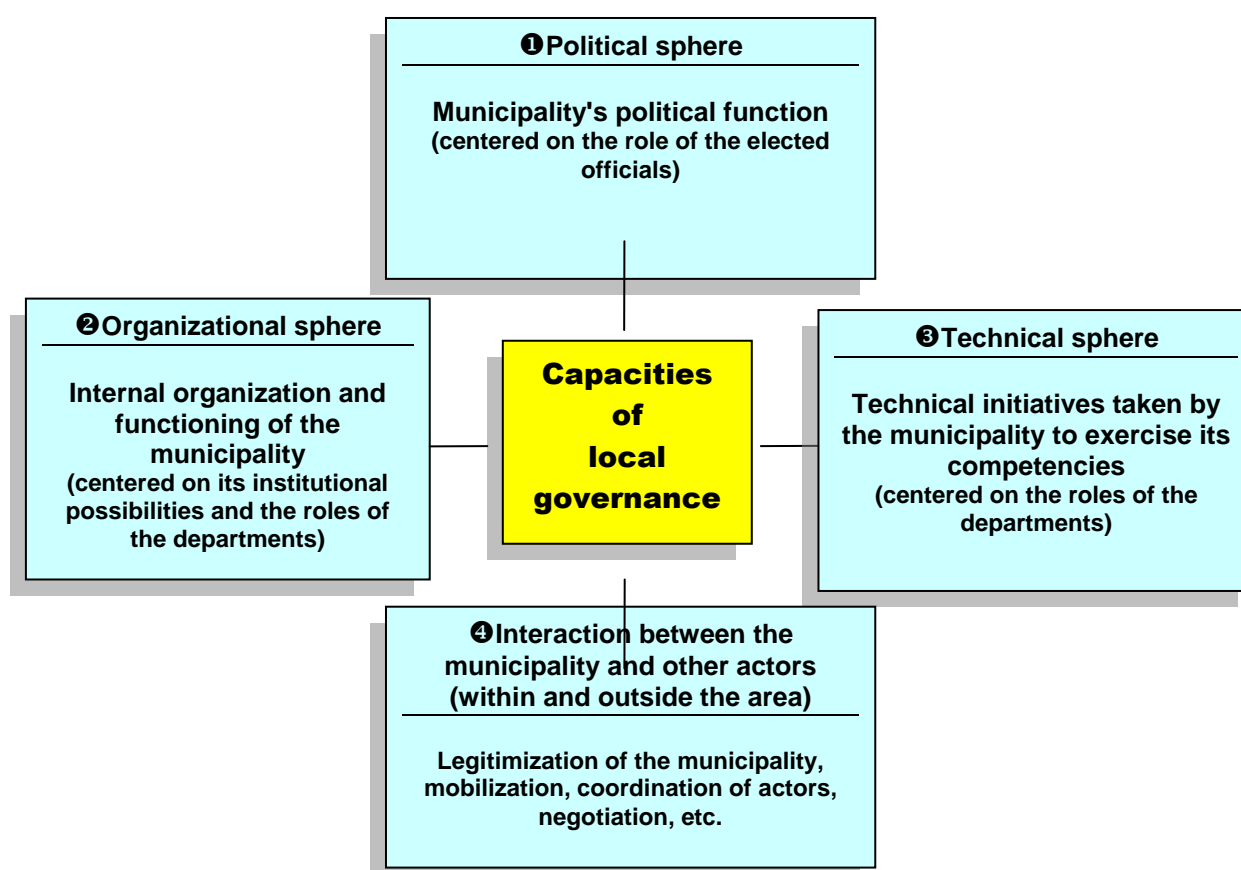 ❶Political sphere
Municipality's political function
(centered on the role of the elected
officials)
❷Organizational sphere
Internal organization and
functioning of the
municipality
(centered on its institutional
possibilities and the roles of
the departments)
Capacities
of
local
governance
❸Technical sphere
Technical initiatives taken by
the municipality to exercise its
competencies
(centered on the roles of the
departments)
❹Interaction between the
municipality and other actors
(within and outside the area)
Legitimization of the municipality,
mobilization, coordination of actors,
negotiation, etc.